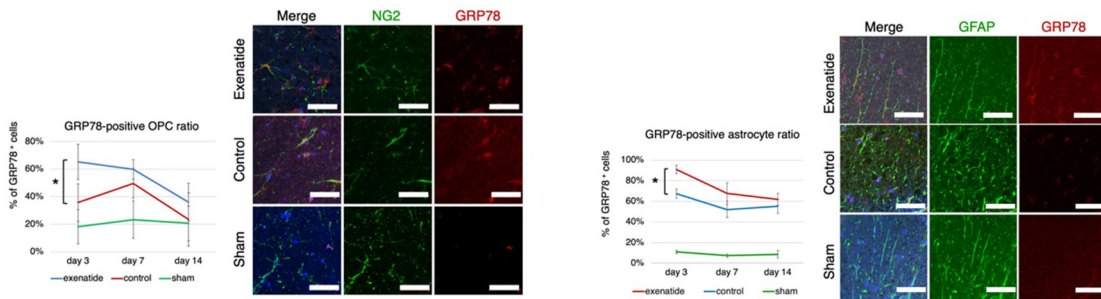 Merge NG2 GRP78
Exenatide
Control
Sham
GRP78-positive OPC ratio
% of GRP78⁺ cells
80%
60%
40%
20%
0%
*
day 3 day 7 day 14
exenatide control sham
Merge GFAP GRP78
Exenatide
Control
Sham
GRP78-positive astrocyte ratio
% of GRP78⁺ cells
100%
80%
60%
40%
20%
0%
*
day 3 day 7 day 14
exenatide control sham